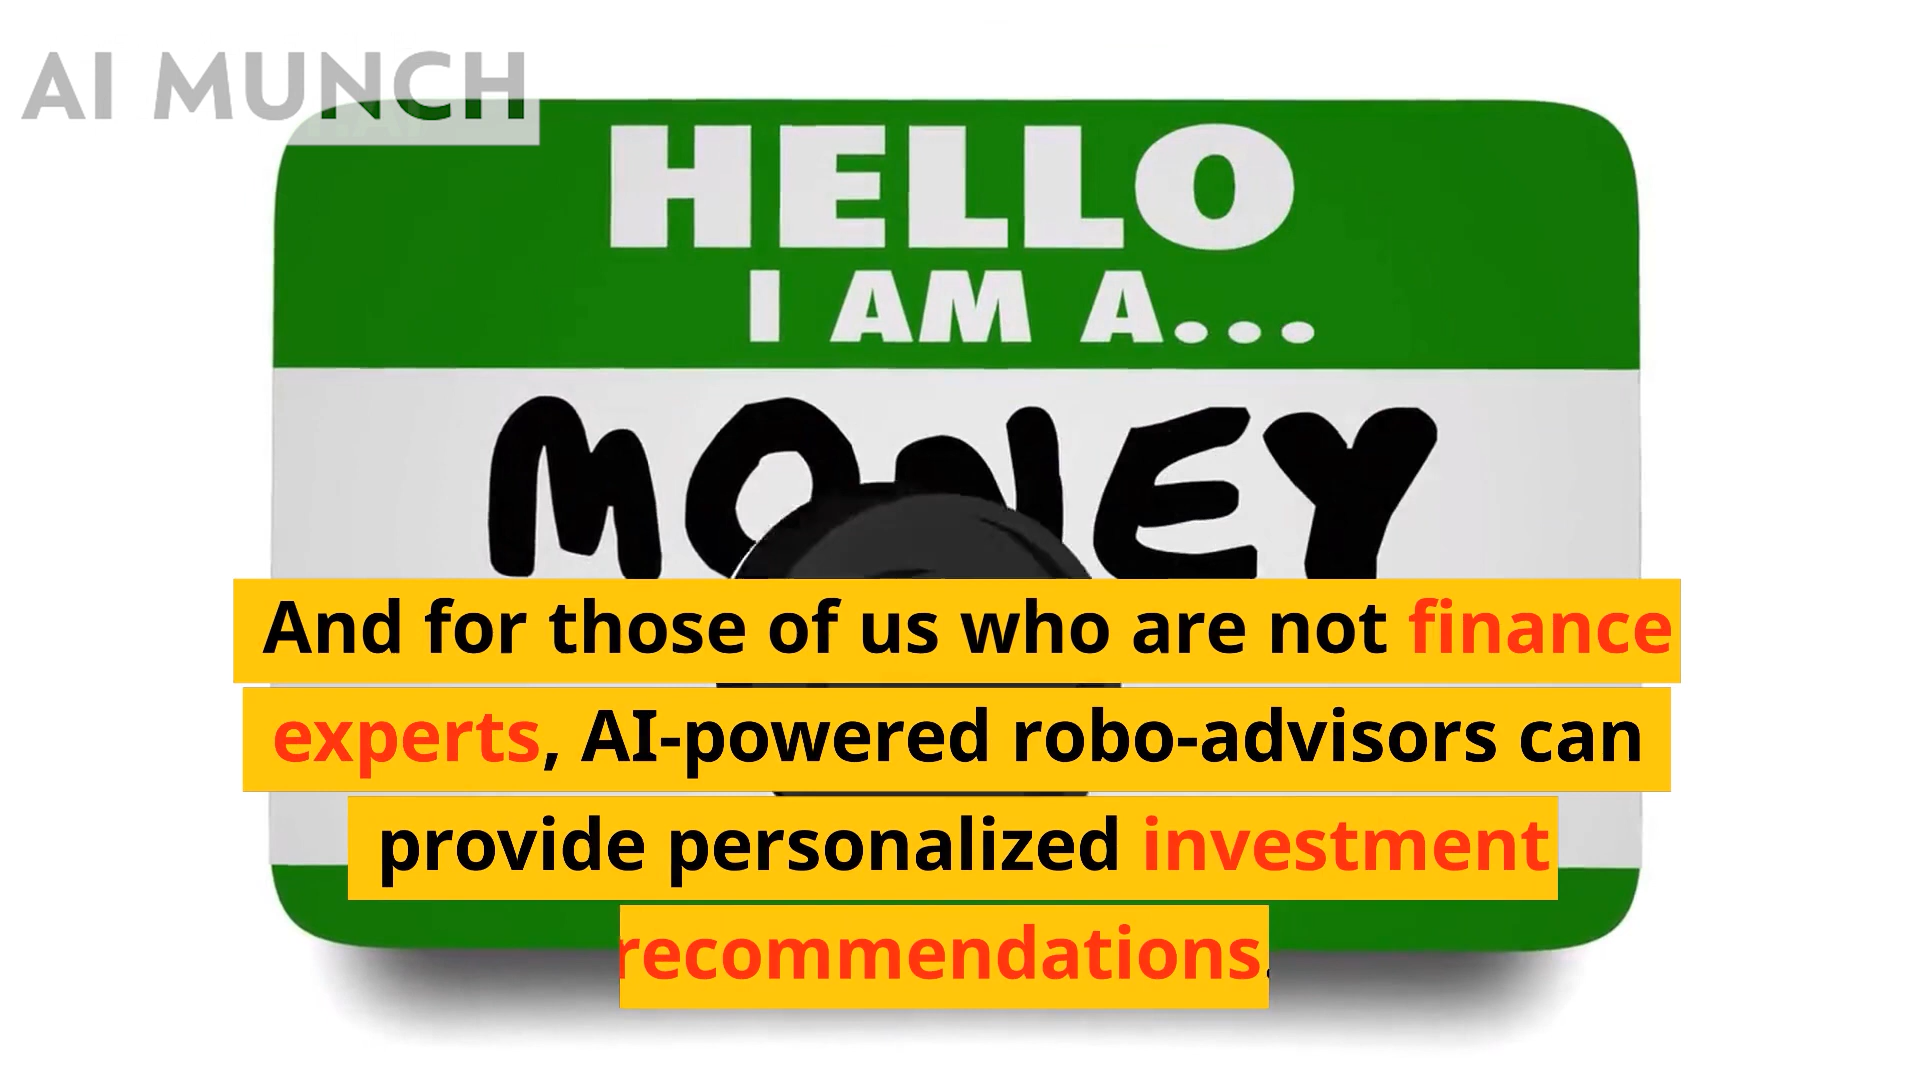 AI MUNCH
HELLO
I AM A...
MONEY
And for those of us who are not finance
experts, AI-powered robo-advisors can
provide personalized investment
recommendations.